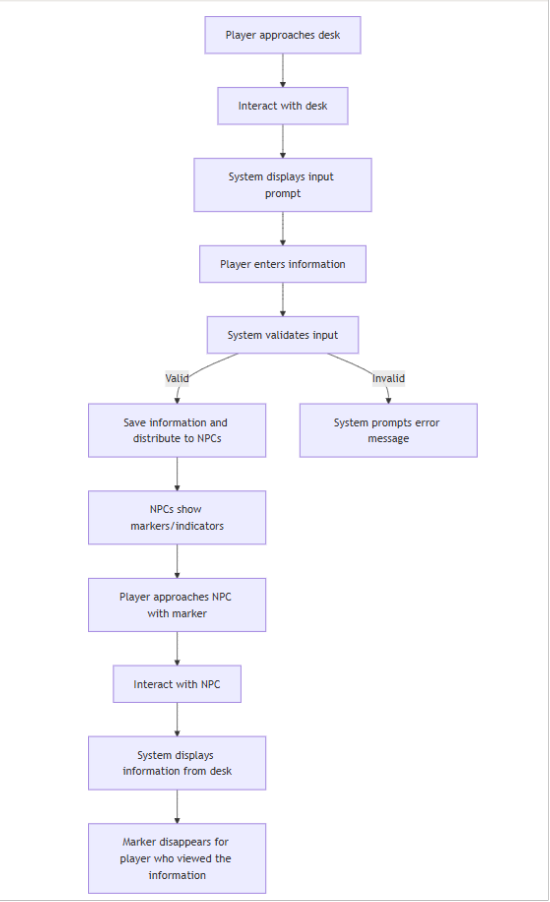 Player approaches desk
Interact with desk
System displays input
prompt
Player enters information
System validates input
Valid
Invalid
Save information and
distribute to NPCs
System prompts error
message
NPCs show
markers/indicators
Player approaches NPC
with marker
Interact with NPC
System displays
information from desk
Marker disappears for
player who viewed the
information